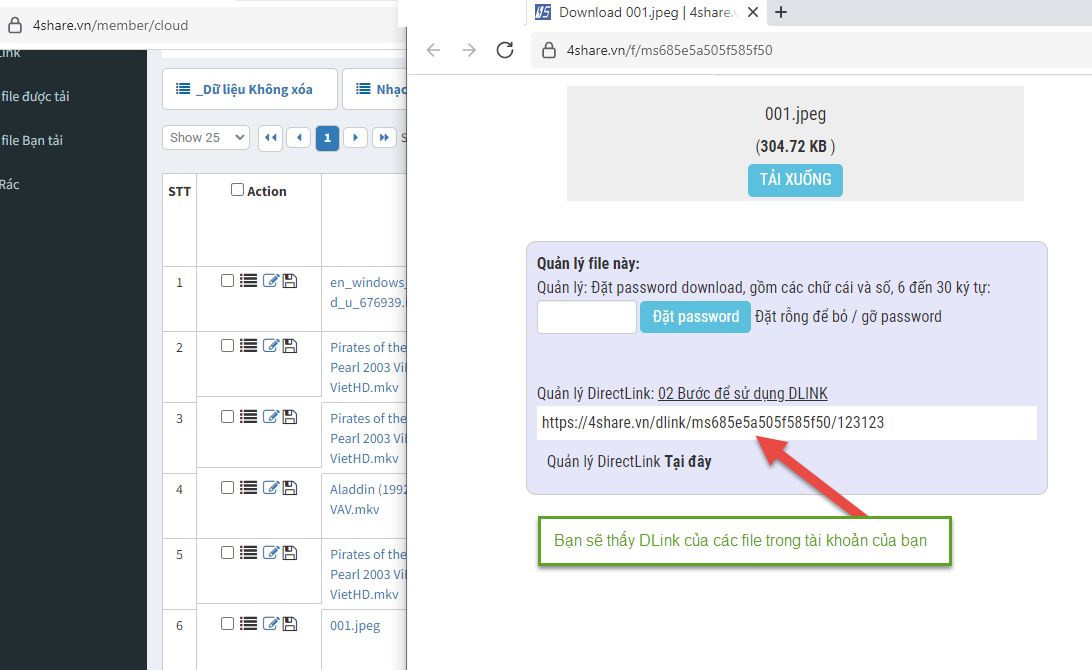 4share.vn/member/cloud
file được tải
file Bạn tải
Rác
_Dữ liệu Không xóa
Nhạc
Show 25
1
STT
Action
1
en_windows_
d_u_676939.i
2
Pirates of the
Pearl 2003 Vi
VietHD.mkv
3
Pirates of the
Pearl 2003 Vi
VietHD.mkv
4
Aladdin (1992
VAV.mkv
5
Pirates of the
Pearl 2003 Vi
VietHD.mkv
6
001.jpeg
Download 001.jpeg | 4share.v
4share.vn/f/ms685e5a505f585f50
001.jpeg
(304.72 KB )
TẢI XUỐNG
Quản lý file này:
Quản lý: Đặt password download, gồm các chữ cái và số, 6 đến 30 ký tự:
Đặt password Đặt rỗng để bỏ / gỡ password
Quản lý DirectLink: 02 Bước để sử dụng DLINK
https://4share.vn/dlink/ms685e5a505f585f50/123123
Quản lý DirectLink Tại đây
Bạn sẽ thấy DLink của các file trong tài khoản của bạn